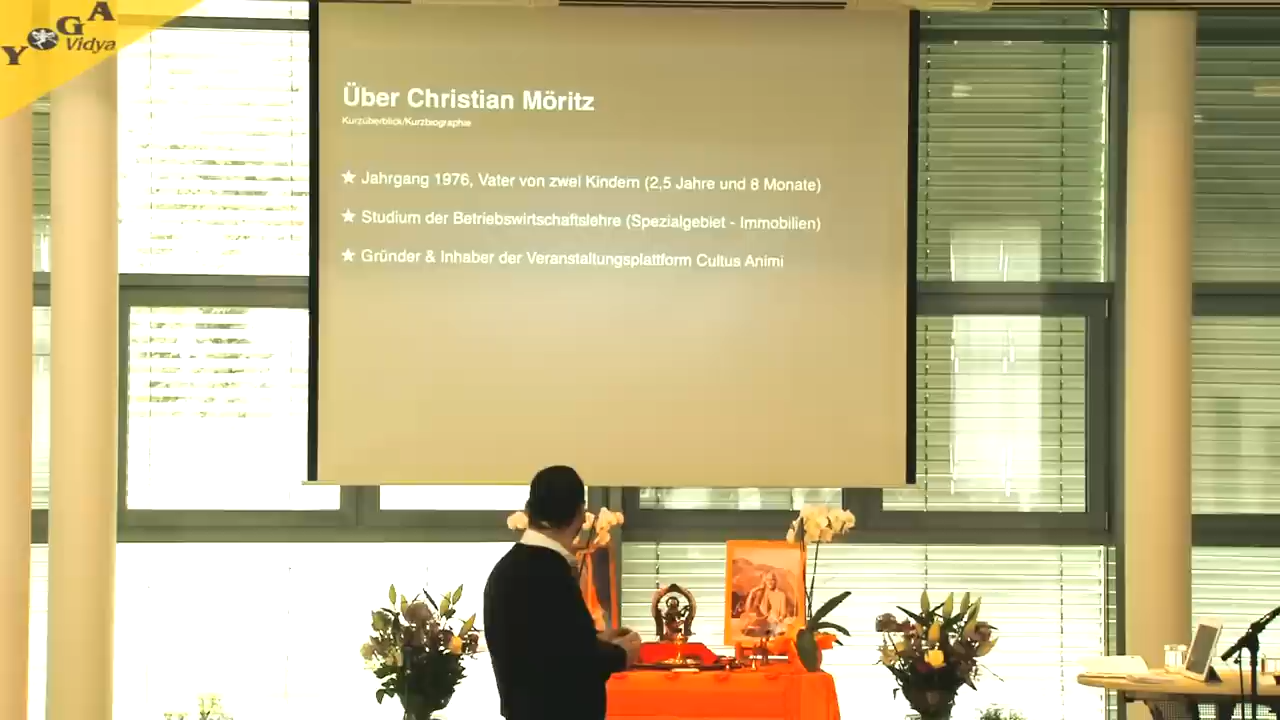 YOGA
Vidya
Über Christian Möritz
Kurzüberblick/Kurzbiographie
★ Jahrgang 1976, Vater von zwei Kindern (2,5 Jahre und 8 Monate)
★ Studium der Betriebswirtschaftslehre (Spezialgebiet - Immobilien)
★ Gründer & Inhaber der Veranstaltungsplattform Cultus Animi